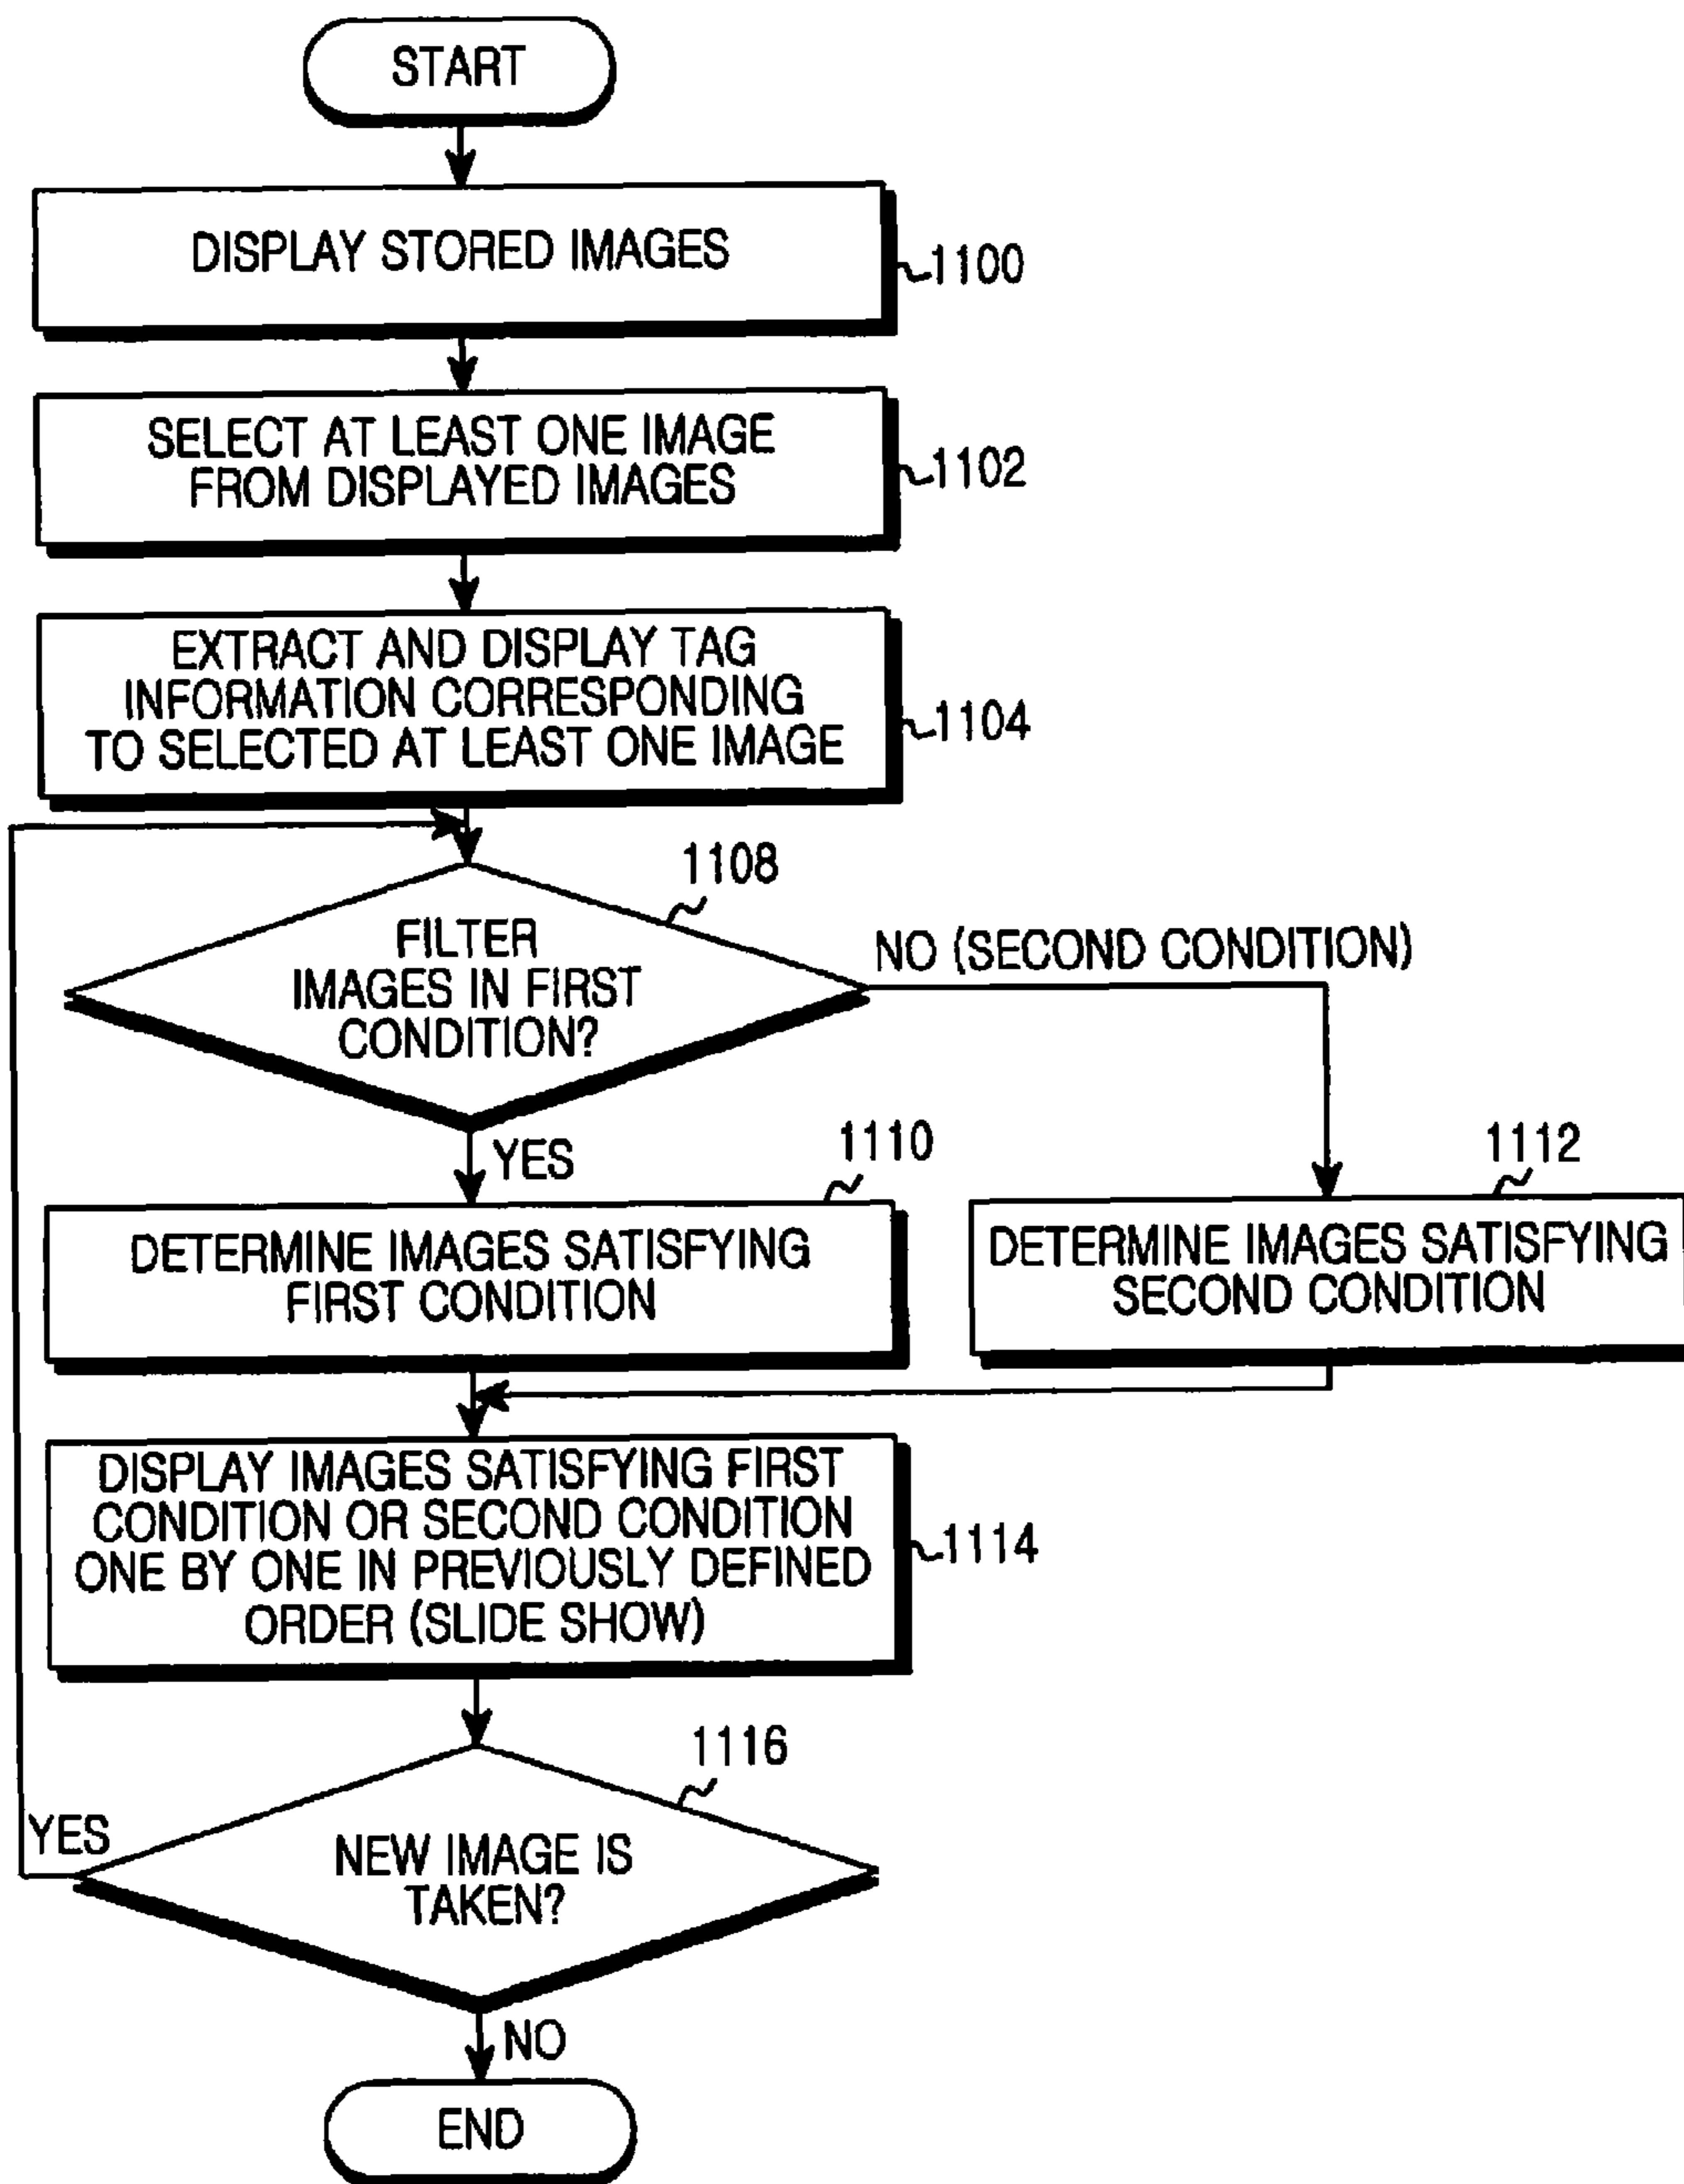 START
DISPLAY STORED IMAGES
1100
SELECT AT LEAST ONE IMAGE
FROM DISPLAYED IMAGES
1102
EXTRACT AND DISPLAY TAG
INFORMATION CORRESPONDING
TO SELECTED AT LEAST ONE IMAGE
1104
1108
FILTER
IMAGES IN FIRST
CONDITION?
NO (SECOND CONDITION)
YES
1110
DETERMINE IMAGES SATISFYING
FIRST CONDITION
1112
DETERMINE IMAGES SATISFYING
SECOND CONDITION
DISPLAY IMAGES SATISFYING FIRST
CONDITION OR SECOND CONDITION
ONE BY ONE IN PREVIOUSLY DEFINED
ORDER (SLIDE SHOW)
1114
1116
YES
NEW IMAGE IS
TAKEN?
NO
END